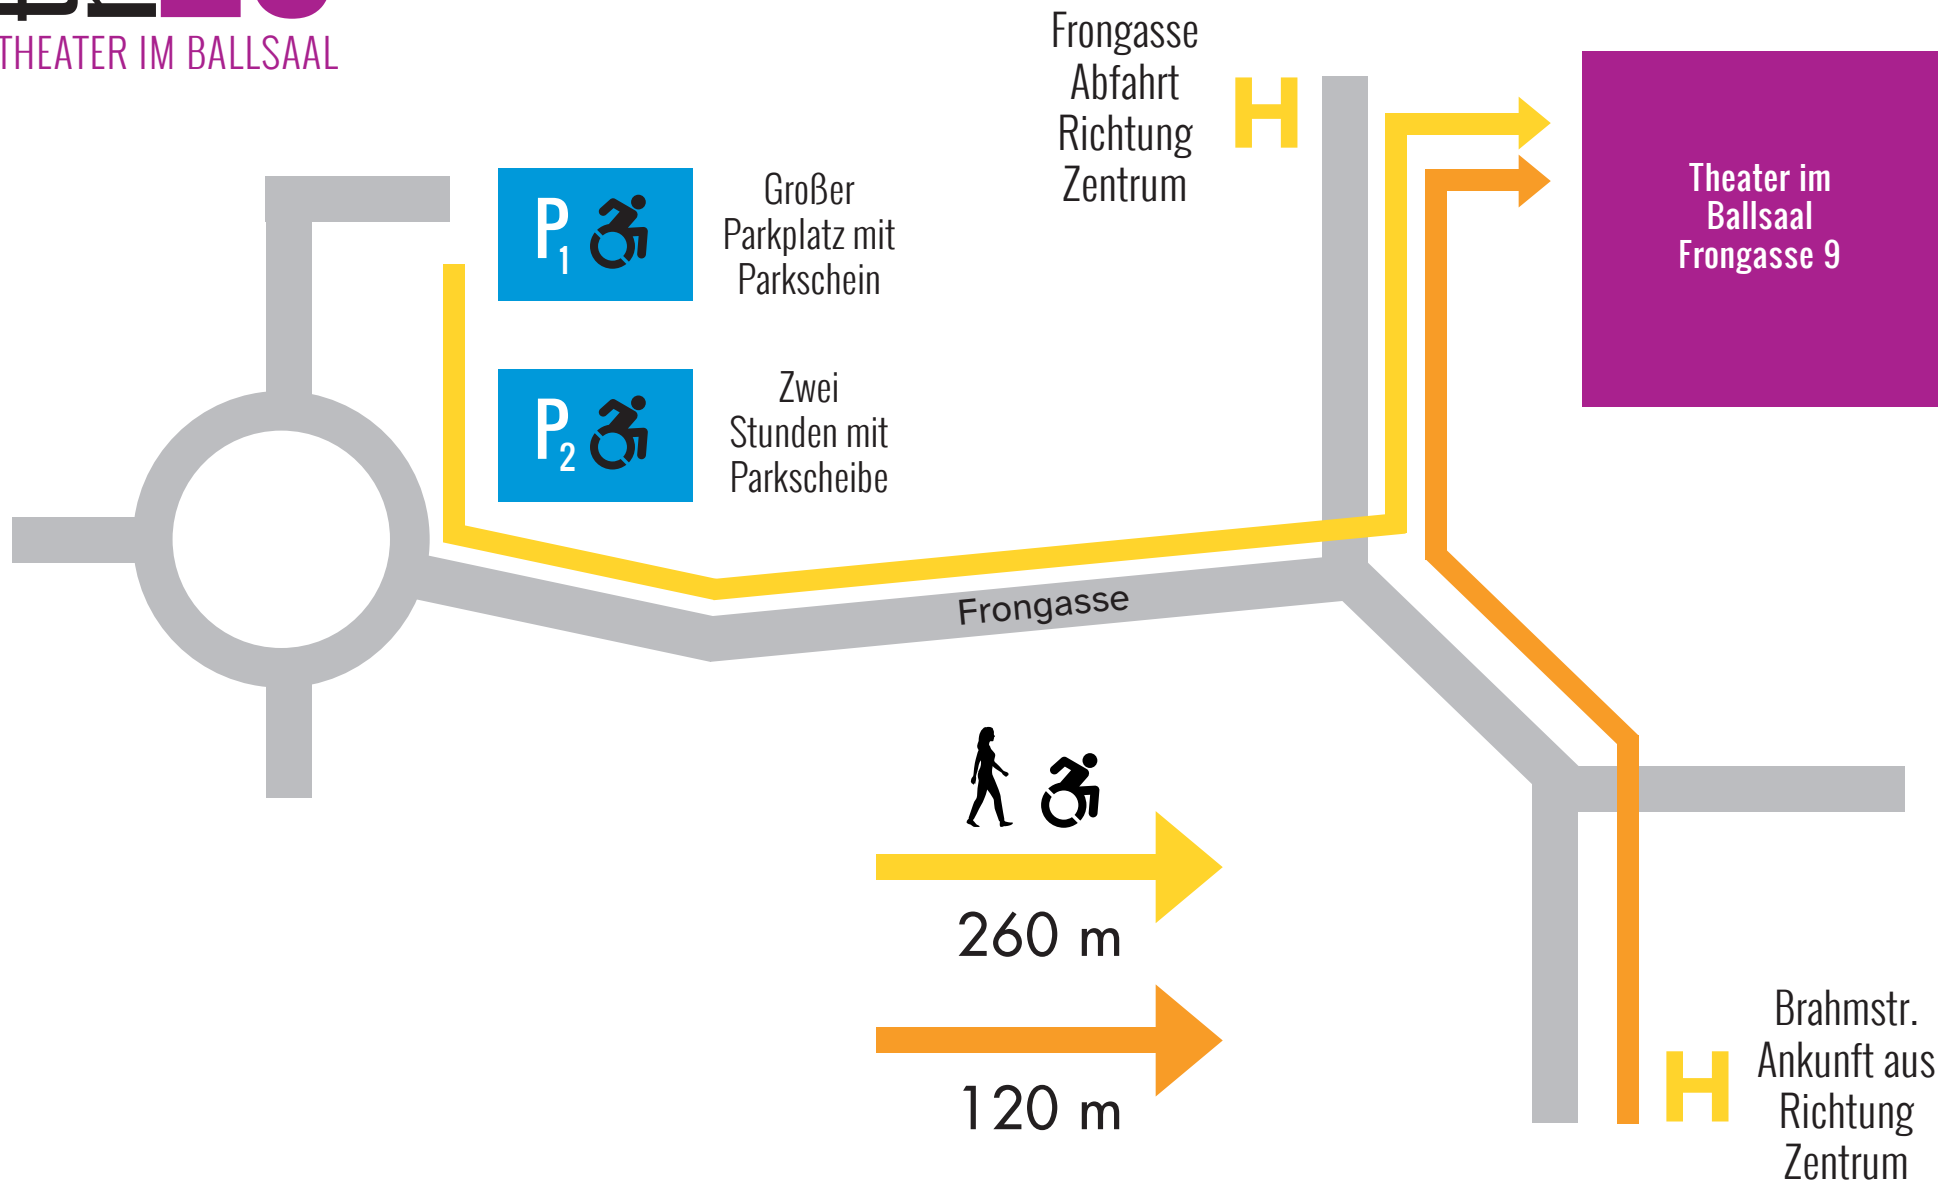 THEATER IM BALLSAAL
Frongasse
Abfahrt
Richtung
Zentrum
H
Theater im
Ballsaal
Frongasse 9
P1
Großer
Parkplatz mit
Parkschein
P2
Zwei
Stunden mit
Parkscheibe
Frongasse
260 m
120 m
H
Brahmstr.
Ankunft aus
Richtung
Zentrum